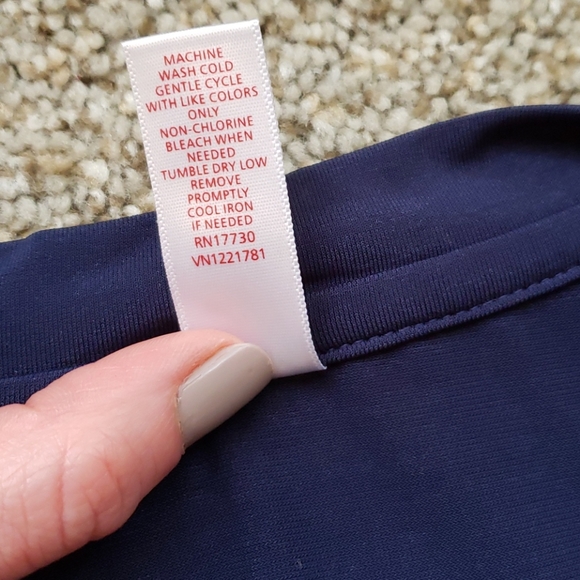 MACHINE
WASH COLD
GENTLE CYCLE
WITH LIKE COLORS
ONLY
NON-CHLORINE
BLEACH WHEN
NEEDED
TUMBLE DRY LOW
REMOVE
PROMPTLY
COOL IRON
IF NEEDED
RN17730
VN1221781